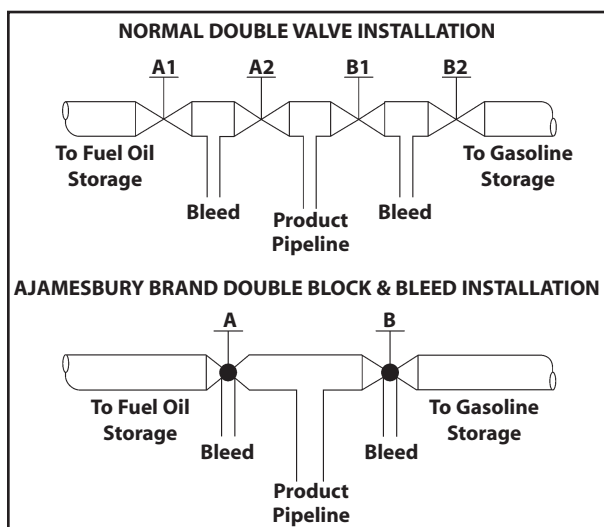 NORMAL DOUBLE VALVE INSTALLATION
A1 A2 B1 B2
To Fuel Oil
Storage
Bleed
Product
Pipeline
Bleed
To Gasoline
Storage
AJAMESBURY BRAND DOUBLE BLOCK & BLEED INSTALLATION
A B
To Fuel Oil
Storage
Bleed
Product
Pipeline
Bleed
To Gasoline
Storage